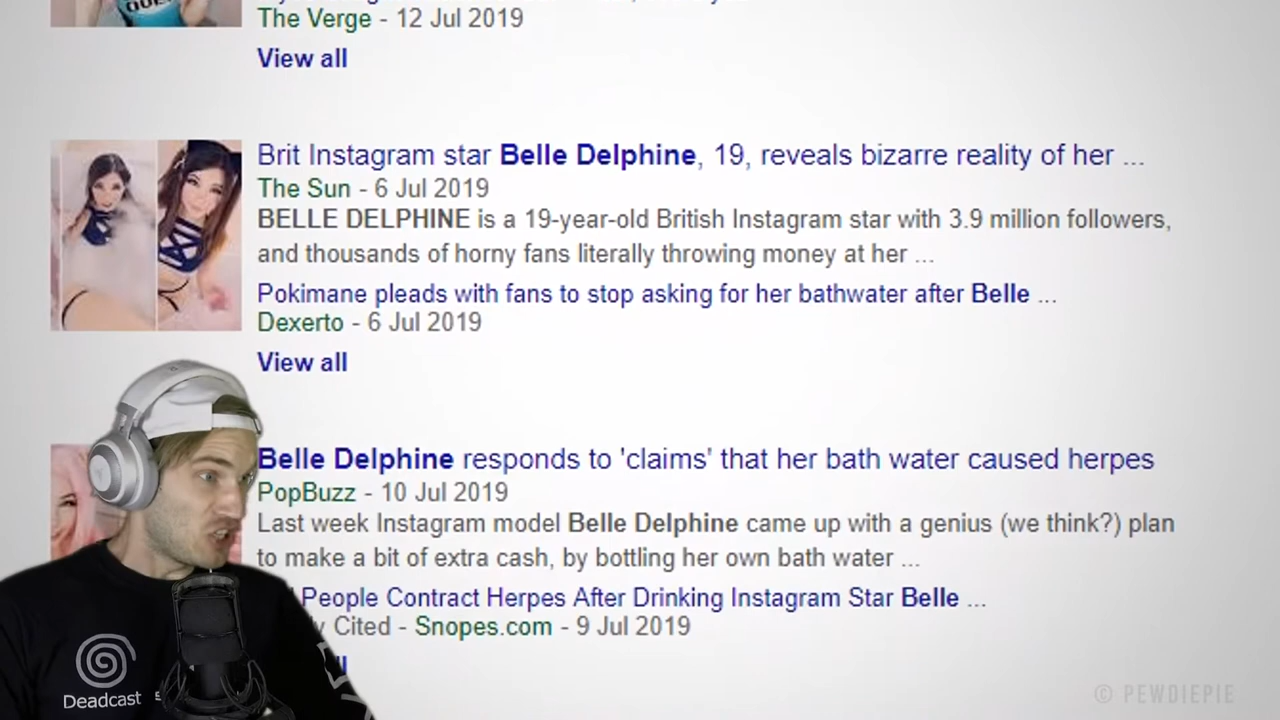 The Verge - 12 Jul 2019
View all
Brit Instagram star Belle Delphine, 19, reveals bizarre reality of her ...
The Sun - 6 Jul 2019
BELLE DELPHINE is a 19-year-old British Instagram star with 3.9 million followers,
and thousands of horny fans literally throwing money at her ...
Pokimane pleads with fans to stop asking for her bathwater after Belle ...
Dexerto - 6 Jul 2019
View all
Belle Delphine responds to 'claims' that her bath water caused herpes
PopBuzz - 10 Jul 2019
Last week Instagram model Belle Delphine came up with a genius (we think?) plan
to make a bit of extra cash, by bottling her own bath water ...
People Contract Herpes After Drinking Instagram Star Belle ...
Cited - Snopes.com - 9 Jul 2019
Deadcast
© PEWDIEPIE